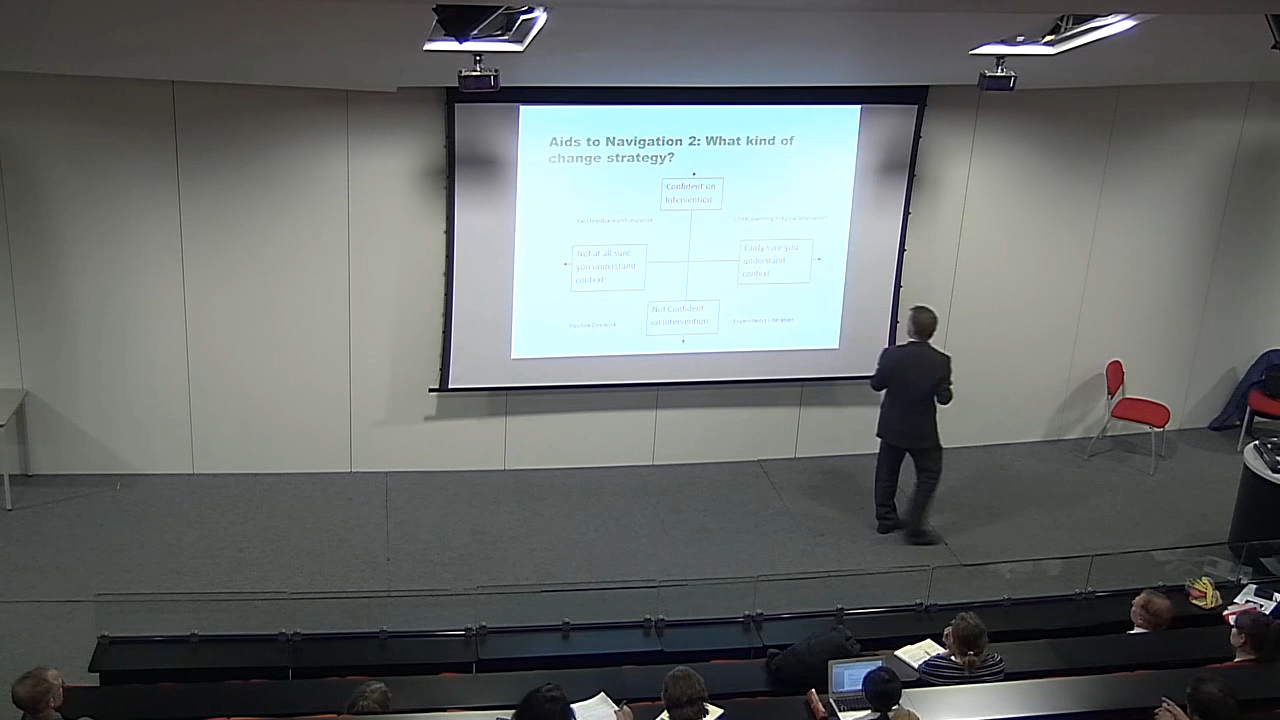 Aids to Navigation 2: What kind of
change strategy?
Confident on
Intervention
Not at all sure
you understand
context
Fairly sure you
understand
context
Not Confident
on Intervention